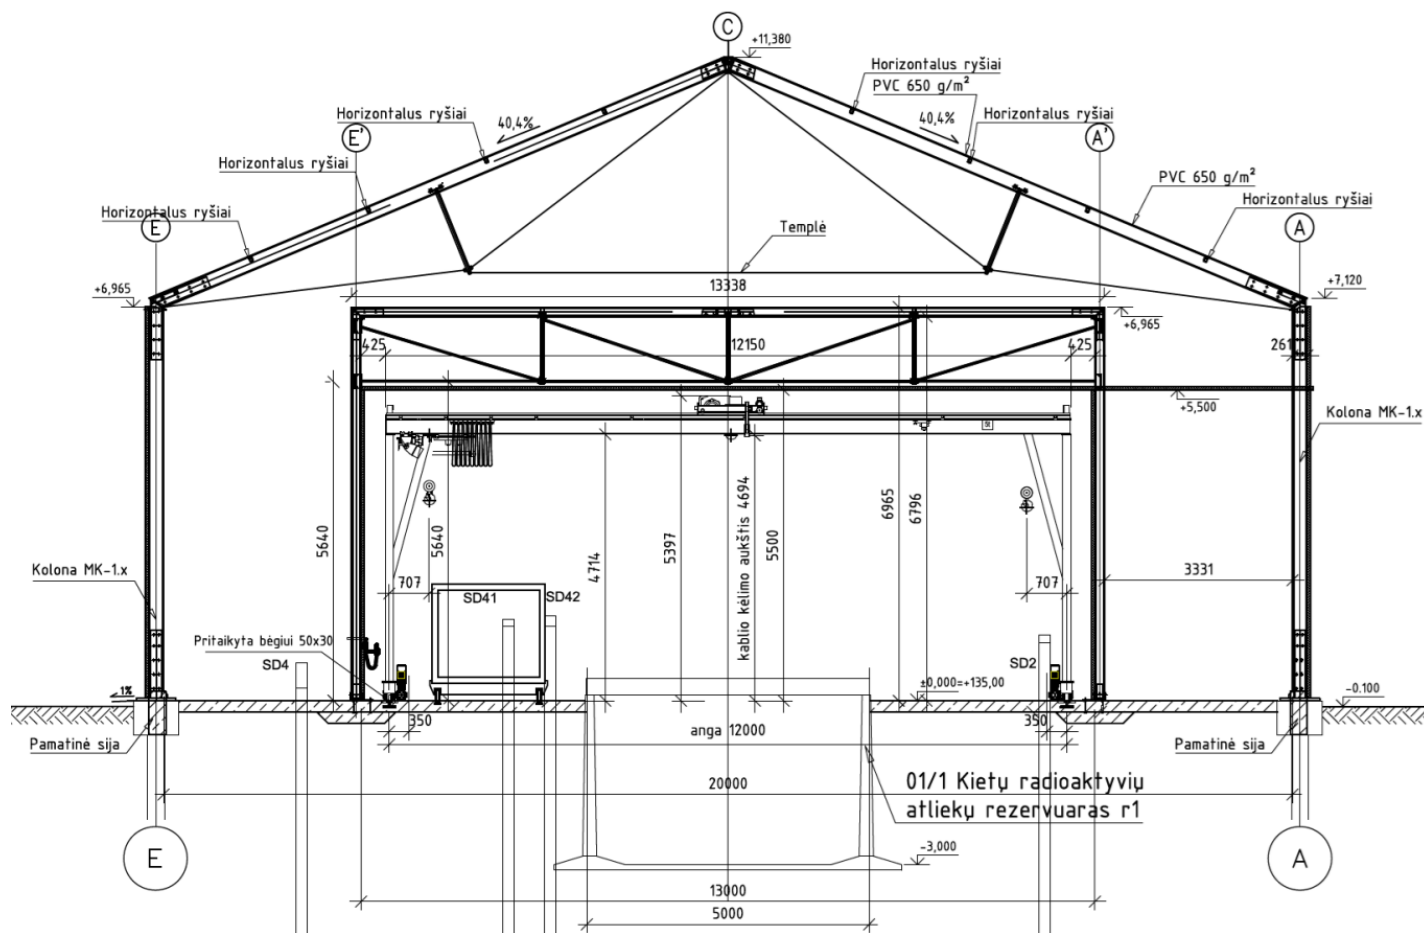 C
+11,380
Horizontalus ryšiai
PVC 650 g/m²
Horizontalus ryšiai
40,4%
E'
Horizontalus ryšiai
40,4%
A'
Horizontalus ryšiai
PVC 650 g/m²
Horizontalus ryšiai
E
Horizontalus ryšiai
A
Templė
+6,965
13338
+7,120
+6,965
425
12150
425
261
+5,500
Kolona MK-1.x
5640
5640
4714
5397
kablio kėlimo aukštis 4694
5500
6965
6796
Kolona MK-1.x
707
SD41
SD42
707
3331
Pritaikyta bėgiui 50x30
SD4
SD2
1%
±0,000=+135,00
-0.100
350
350
Pamatinė sija
anga 12000
Pamatinė sija
20000
01/1 Kietų radioaktyvių
atliekų rezervuaras r1
E
-3,000
A
13000
5000